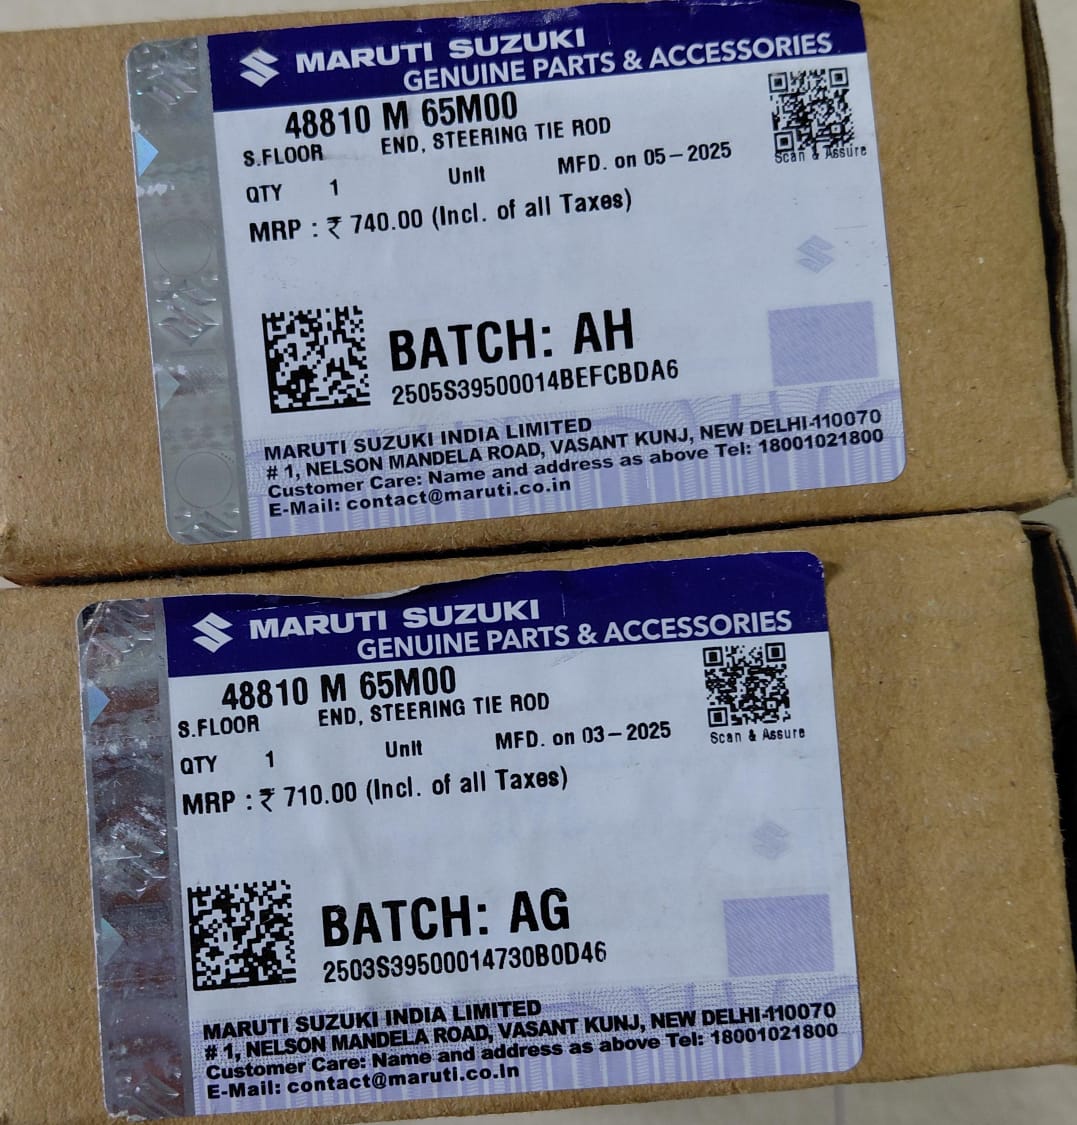 MARUTI SUZUKI
GENUINE PARTS & ACCESSORIES
48810 M 65M00
S.FLOOR END, STEERING TIE ROD
QTY 1 Unit MFD. on 05-2025
Scan & Assure
MRP : ₹ 740.00 (Incl. of all Taxes)
BATCH: AH
2505S39500014BEFCBDA6
MARUTI SUZUKI INDIA LIMITED
# 1, NELSON MANDELA ROAD, VASANT KUNJ, NEW DELHI-110070
Customer Care: Name and address as above Tel: 18001021800
E-Mail: contact@maruti.co.in
MARUTI SUZUKI
GENUINE PARTS & ACCESSORIES
48810 M 65M00
S.FLOOR END, STEERING TIE ROD
QTY 1 Unit MFD. on 03-2025
Scan & Assure
MRP : ₹ 710.00 (Incl. of all Taxes)
BATCH: AG
2503S39500014730B0D46
MARUTI SUZUKI INDIA LIMITED
# 1, NELSON MANDELA ROAD, VASANT KUNJ, NEW DELHI-110070
Customer Care: Name and address as above Tel: 18001021800
E-Mail: contact@maruti.co.in